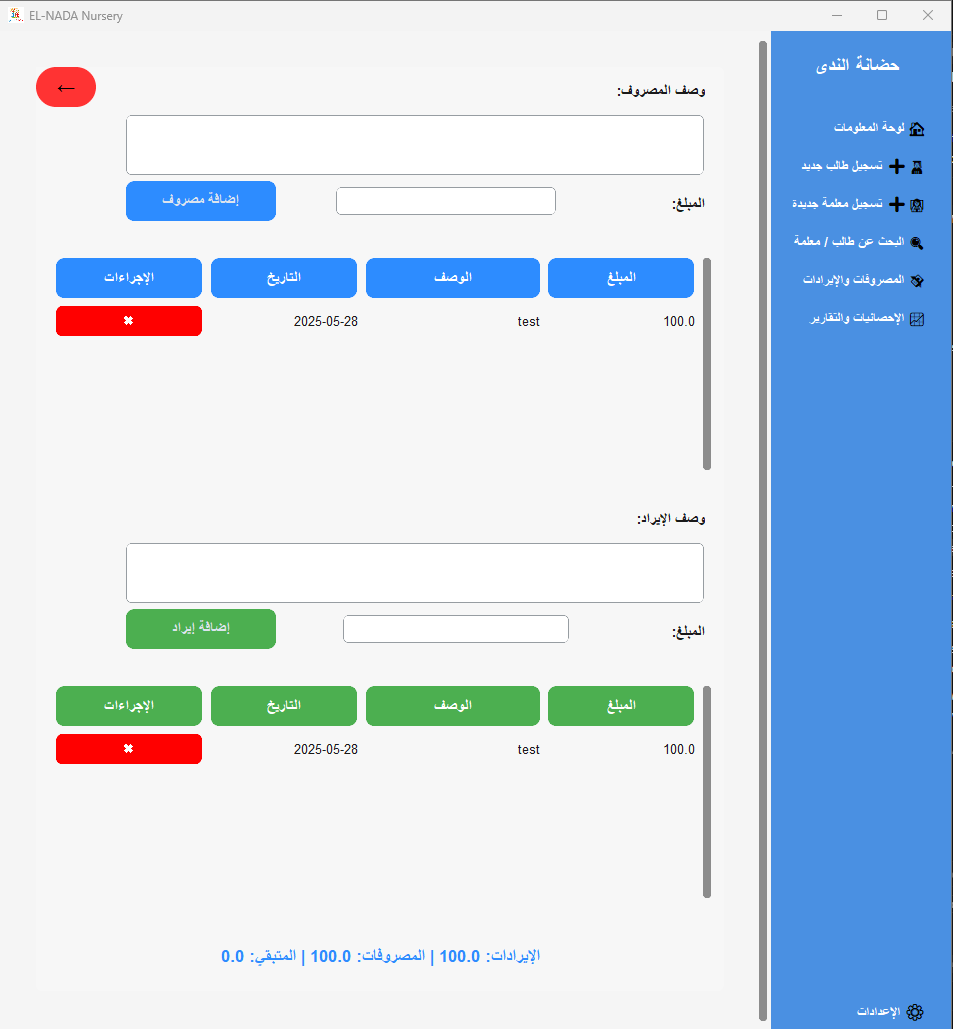 EL-NADA Nursery
حضانة الندى
لوحة المعلومات
تسجيل طالب جديد
تسجيل معلمة جديدة
البحث عن طالب / معلمة
المصروفات والإيرادات
الإحصائيات والتقارير
الإعدادات
←
وصف المصروف:
المبلغ:
إضافة مصروف
المبلغ الوصف التاريخ الإجراءات
100.0 test 2025-05-28 ✖
وصف الإيراد:
المبلغ:
إضافة إيراد
المبلغ الوصف التاريخ الإجراءات
100.0 test 2025-05-28 ✖
الإيرادات: 100.0 | المصروفات: 100.0 | المتبقي: 0.0